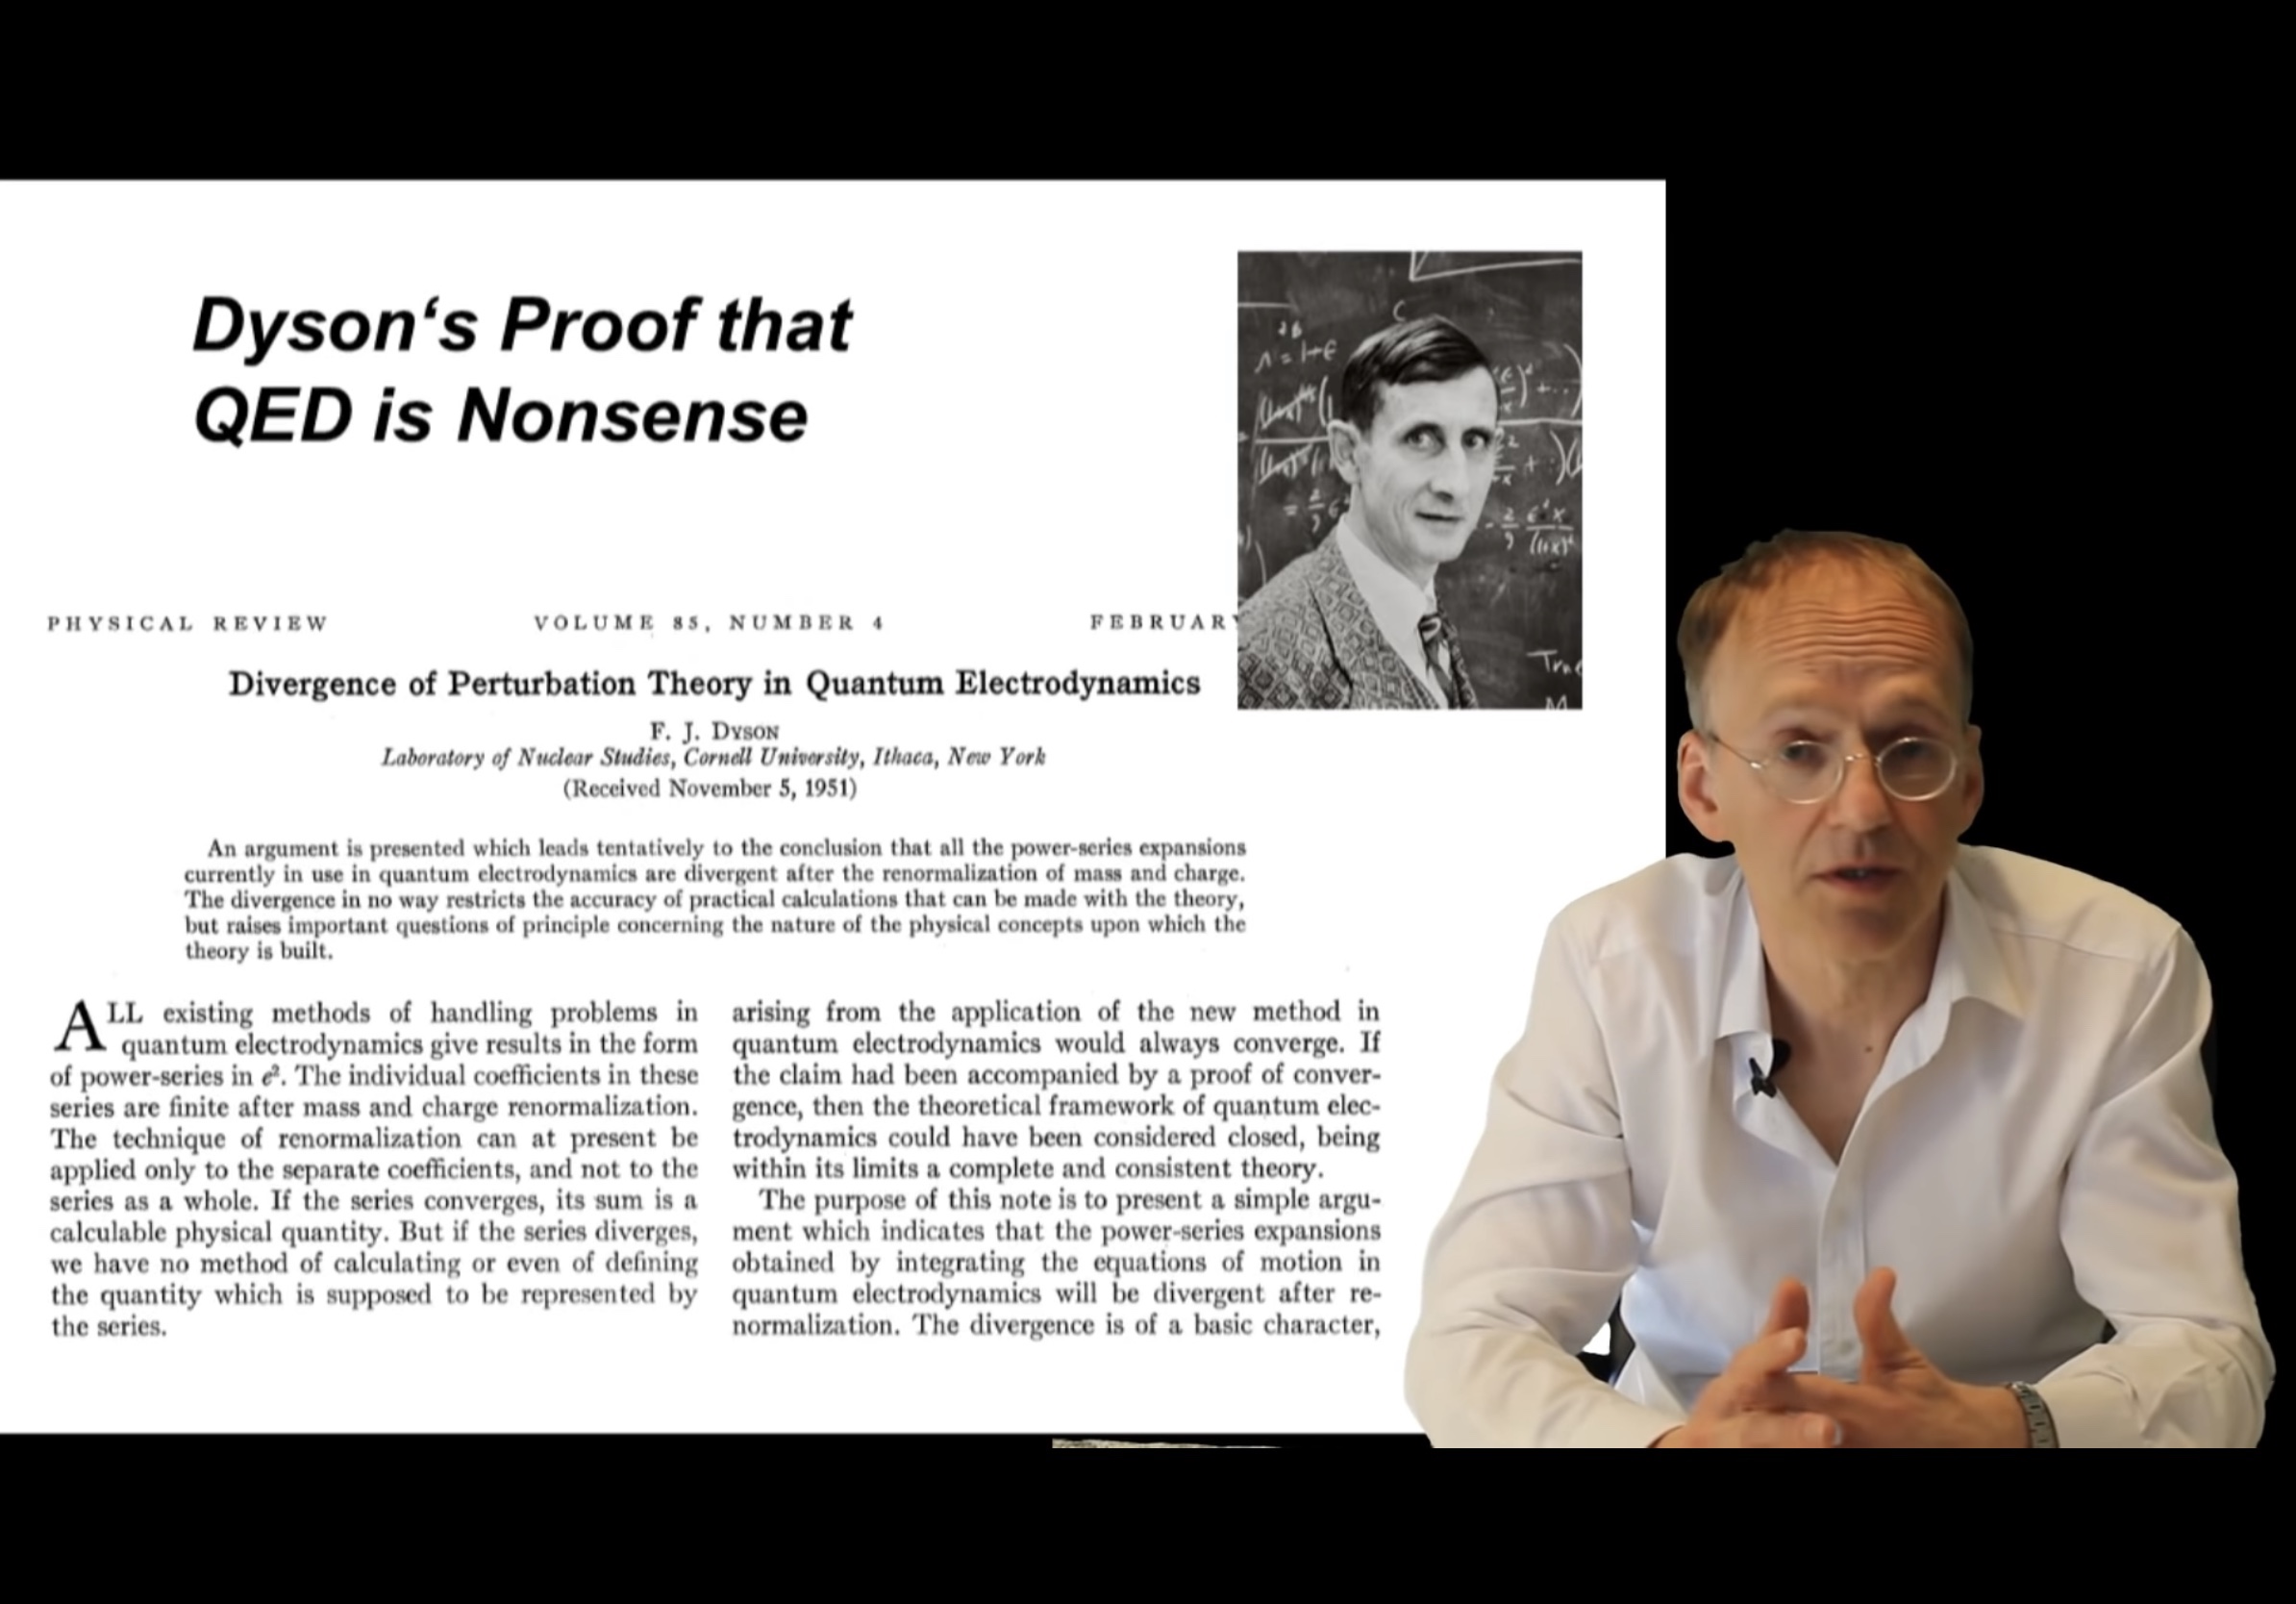 Dyson‘s Proof that
QED is Nonsense
PHYSICAL REVIEW VOLUME 85, NUMBER 4 FEBRUARY
Divergence of Perturbation Theory in Quantum Electrodynamics
F. J. Dyson
Laboratory of Nuclear Studies, Cornell University, Ithaca, New York
(Received November 5, 1951)
An argument is presented which leads tentatively to the conclusion that all the power-series expansions
currently in use in quantum electrodynamics are divergent after the renormalization of mass and charge.
The divergence in no way restricts the accuracy of practical calculations that can be made with the theory,
but raises important questions of principle concerning the nature of the physical concepts upon which the
theory is built.
ALL existing methods of handling problems in
quantum electrodynamics give results in the form
of power-series in e². The individual coefficients in these
series are finite after mass and charge renormalization.
The technique of renormalization can at present be
applied only to the separate coefficients, and not to the
series as a whole. If the series converges, its sum is a
calculable physical quantity. But if the series diverges,
we have no method of calculating or even of defining
the quantity which is supposed to be represented by
the series.
arising from the application of the new method in
quantum electrodynamics would always converge. If
the claim had been accompanied by a proof of conver-
gence, then the theoretical framework of quantum elec-
trodynamics could have been considered closed, being
within its limits a complete and consistent theory.
The purpose of this note is to present a simple argu-
ment which indicates that the power-series expansions
obtained by integrating the equations of motion in
quantum electrodynamics will be divergent after re-
normalization. The divergence is of a basic character,